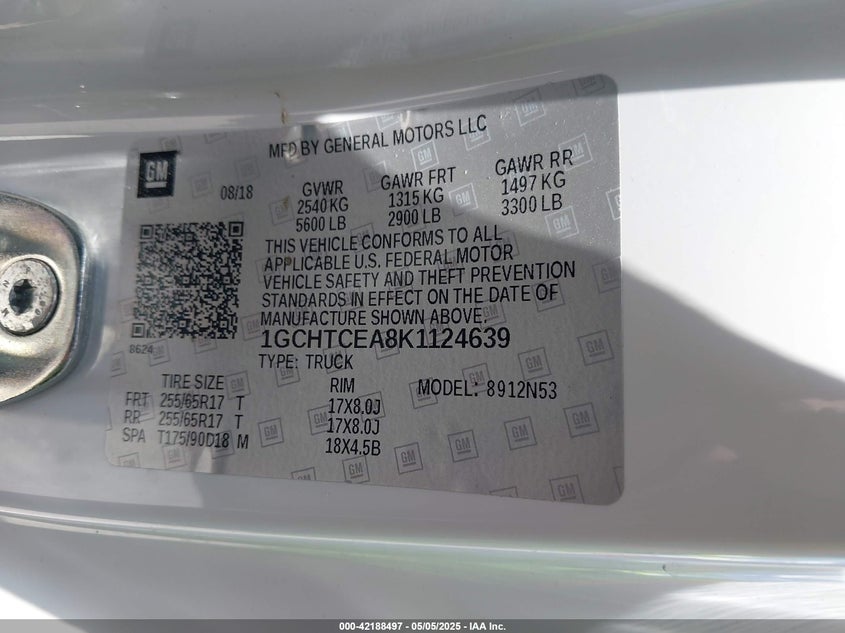 MFD BY GENERAL MOTORS LLC
GM
08/18
GVWR GAWR FRT GAWR RR
2540 KG 1315 KG 1497 KG
5600 LB 2900 LB 3300 LB
THIS VEHICLE CONFORMS TO ALL
APPLICABLE U.S. FEDERAL MOTOR
VEHICLE SAFETY AND THEFT PREVENTION
STANDARDS IN EFFECT ON THE DATE OF
MANUFACTURE SHOWN ABOVE.
8624
1GCHTCEA8K1124639
TYPE: TRUCK
TIRE SIZE RIM MODEL: 8912N53
FRT 255/65R17 T 17X8.0J
RR 255/65R17 T 17X8.0J
SPA T175/90D18 M 18X4.5B
000-42188497 - 05/05/2025 - IAA Inc.